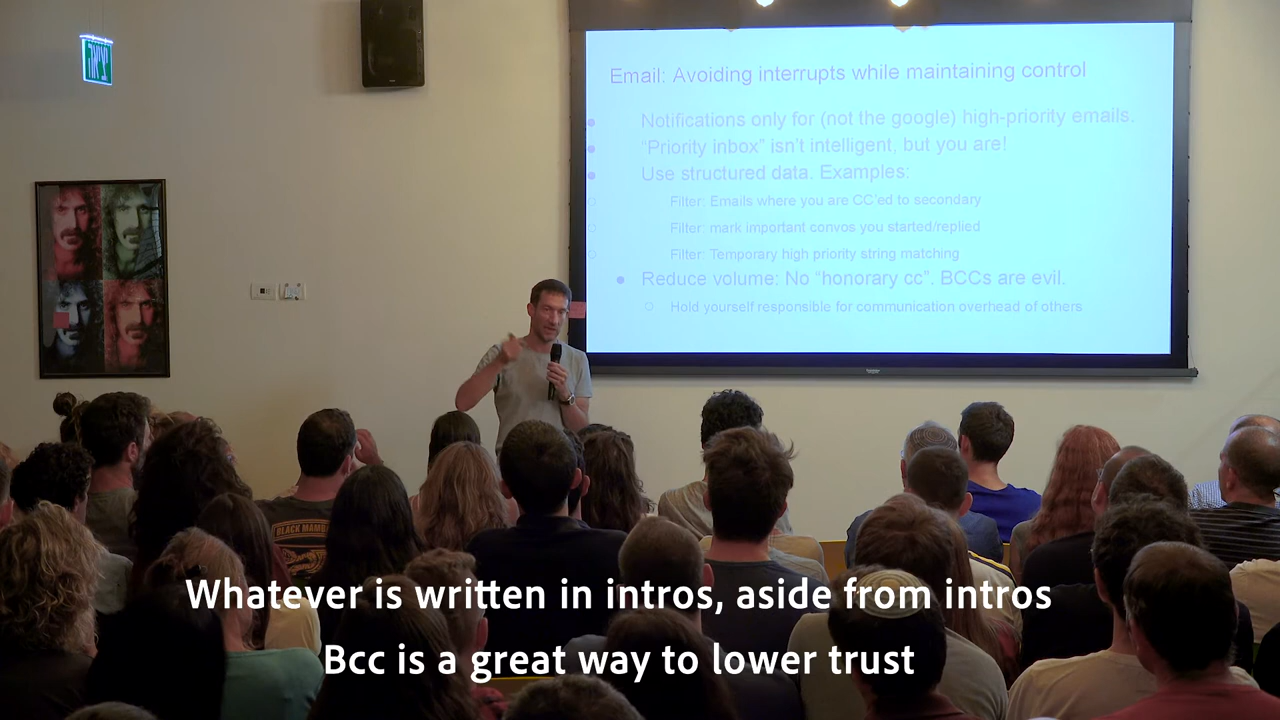 יציאה
Email: Avoiding interrupts while maintaining control
Notifications only for (not the google) high-priority emails.
“Priority inbox” isn’t intelligent, but you are!
Use structured data. Examples:
Filter: Emails where you are CC’ed to secondary
Filter: mark important convos you started/replied
Filter: Temporary high priority string matching
Reduce volume: No “honorary cc”. BCCs are evil.
Hold yourself responsible for communication overhead of others
BLACK MAMB
Whatever is written in intros, aside from intros
Bcc is a great way to lower trust